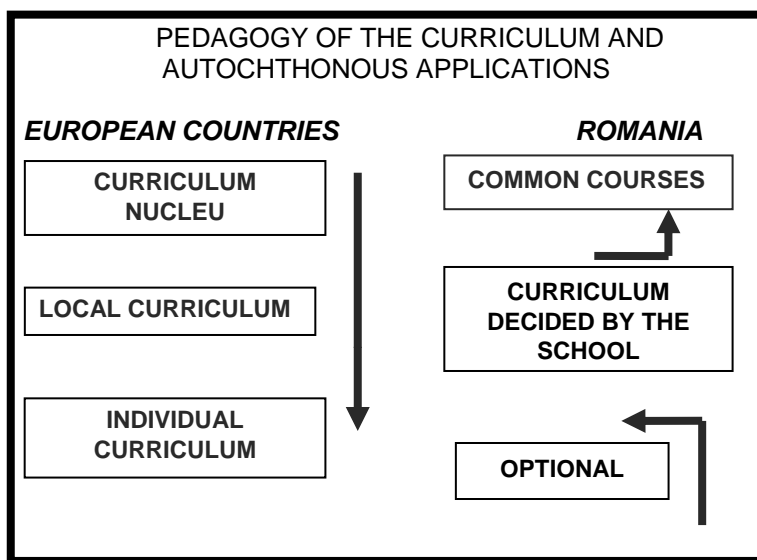 PEDAGOGY OF THE CURRICULUM AND
AUTOCHTHONOUS APPLICATIONS
EUROPEAN COUNTRIES
CURRICULUM
NUCLEU
LOCAL CURRICULUM
INDIVIDUAL
CURRICULUM
ROMANIA
COMMON COURSES
CURRICULUM
DECIDED BY THE
SCHOOL
OPTIONAL